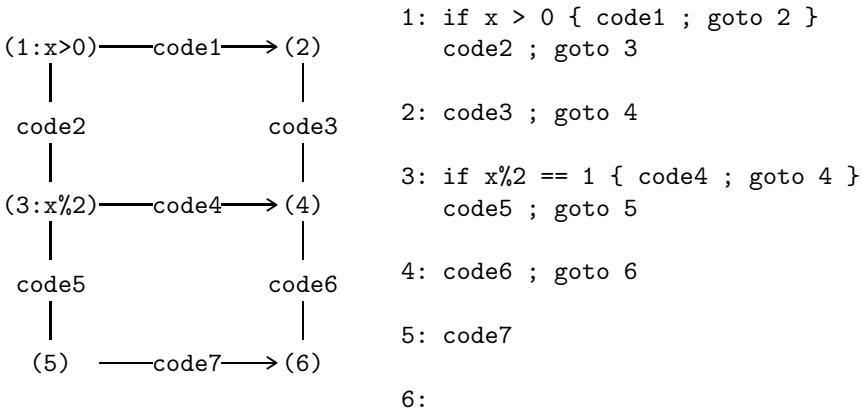 (1:x>0) code1 (2)
code2 code3
(3:x%2) code4 (4)
code5 code6
(5) code7 (6)
1: if x > 0 { code1 ; goto 2 }
code2 ; goto 3
2: code3 ; goto 4
3: if x%2 == 1 { code4 ; goto 4 }
code5 ; goto 5
4: code6 ; goto 6
5: code7
6: